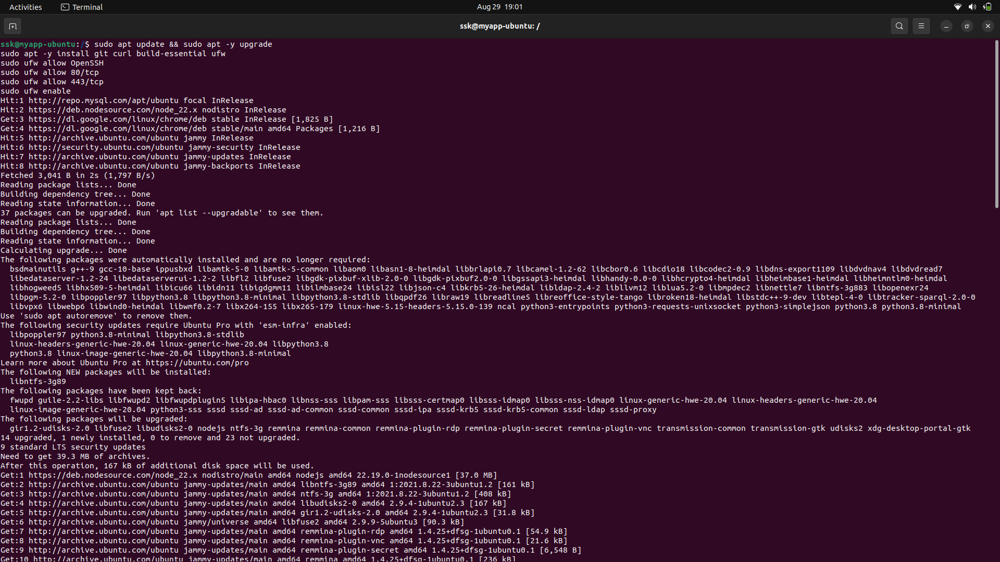 Activities
Terminal
Aug 29 19:01
ssk@myapp-ubuntu: /
ssk@myapp-ubuntu:/$ sudo apt update && sudo apt -y upgrade
sudo apt -y install git curl build-essential ufw
sudo ufw allow OpenSSH
sudo ufw allow 80/tcp
sudo ufw allow 443/tcp
sudo ufw enable
Hit:1 http://repo.mysql.com/apt/ubuntu focal InRelease
Hit:2 https://deb.nodesource.com/node_22.x nodistro InRelease
Get:3 https://dl.google.com/linux/chrome/deb stable InRelease [1,825 B]
Get:4 https://dl.google.com/linux/chrome/deb stable/main amd64 Packages [1,216 B]
Hit:5 http://archive.ubuntu.com/ubuntu jammy InRelease
Hit:6 http://security.ubuntu.com/ubuntu jammy-security InRelease
Hit:7 http://archive.ubuntu.com/ubuntu jammy-updates InRelease
Hit:8 http://archive.ubuntu.com/ubuntu jammy-backports InRelease
Fetched 3,041 B in 2s (1,797 B/s)
Reading package lists... Done
Building dependency tree... Done
Reading state information... Done
37 packages can be upgraded. Run 'apt list --upgradable' to see them.
Reading package lists... Done
Building dependency tree... Done
Reading state information... Done
Calculating upgrade... Done
The following packages were automatically installed and are no longer required:
  bsdmainutils g++-9 gcc-10-base ippusbxd libamtk-5-0 libamtk-5-common libaom0 libasn1-8-heimdal libbrlapi0.7 libcamel-1.2-62 libcbor0.6 libcdio18 libcodec2-0.9 libdns-export1109 libdvdnav4 libdvdread7
  libedataserver-1.2-24 libedataserverui-1.2-2 libfl2 libfuse2 libgdk-pixbuf-xlib-2.0-0 libgdk-pixbuf2.0-0 libgssapi3-heimdal libhandy-0.0-0 libhcrypto4-heimdal libheimbase1-heimdal libheimntlm0-heimdal
  libhogweed5 libhx509-5-heimdal libicu66 libidn11 libigdgmm11 libilmbase24 libisl22 libjson-c4 libkrb5-26-heimdal libldap-2.4-2 libllvm12 liblua5.2-0 libmpdec2 libnettle7 libntfs-3g883 libopenexr24
  libpgm-5.2-0 libpoppler97 libpython3.8 libpython3.8-minimal libpython3.8-stdlib libqpdf26 libraw19 libreadline5 libreoffice-style-tango libroken18-heimdal libstdc++-9-dev libtepl-4-0 libtracker-sparql-2.0-0
  libvpx6 libwebp6 libwind0-heimdal libwmf0.2-7 libx264-155 libx265-179 linux-hwe-5.15-headers-5.15.0-139 ncal python3-entrypoints python3-requests-unixsocket python3-simplejson python3.8 python3.8-minimal
Use 'sudo apt autoremove' to remove them.
The following security updates require Ubuntu Pro with 'esm-infra' enabled:
  libpoppler97 python3.8-minimal libpython3.8-stdlib
  linux-headers-generic-hwe-20.04 linux-generic-hwe-20.04 libpython3.8
  python3.8 linux-image-generic-hwe-20.04 libpython3.8-minimal
Learn more about Ubuntu Pro at https://ubuntu.com/pro
The following NEW packages will be installed:
  libntfs-3g89
The following packages have been kept back:
  fwupd guile-2.2-libs libfwupd2 libfwupdplugin5 libipa-hbac0 libnss-sss libpam-sss libsss-certmap0 libsss-idmap0 libsss-nss-idmap0 linux-generic-hwe-20.04 linux-headers-generic-hwe-20.04
  linux-image-generic-hwe-20.04 python3-sss sssd sssd-ad sssd-ad-common sssd-common sssd-ipa sssd-krb5 sssd-krb5-common sssd-ldap sssd-proxy
The following packages will be upgraded:
  gir1.2-udisks-2.0 libfuse2 libudisks2-0 nodejs ntfs-3g remmina remmina-common remmina-plugin-rdp remmina-plugin-secret remmina-plugin-vnc transmission-common transmission-gtk udisks2 xdg-desktop-portal-gtk
14 upgraded, 1 newly installed, 0 to remove and 23 not upgraded.
9 standard LTS security updates
Need to get 39.3 MB of archives.
After this operation, 167 kB of additional disk space will be used.
Get:1 https://deb.nodesource.com/node_22.x nodistro/main amd64 nodejs amd64 22.19.0-1nodesource1 [37.0 MB]
Get:2 http://archive.ubuntu.com/ubuntu jammy-updates/main amd64 libntfs-3g89 amd64 1:2021.8.22-3ubuntu1.2 [161 kB]
Get:3 http://archive.ubuntu.com/ubuntu jammy-updates/main amd64 ntfs-3g amd64 1:2021.8.22-3ubuntu1.2 [408 kB]
Get:4 http://archive.ubuntu.com/ubuntu jammy-updates/main amd64 libudisks2-0 amd64 2.9.4-1ubuntu2.3 [167 kB]
Get:5 http://archive.ubuntu.com/ubuntu jammy-updates/main amd64 gir1.2-udisks-2.0 amd64 2.9.4-1ubuntu2.3 [31.8 kB]
Get:6 http://archive.ubuntu.com/ubuntu jammy/universe amd64 libfuse2 amd64 2.9.9-5ubuntu3 [90.3 kB]
Get:7 http://archive.ubuntu.com/ubuntu jammy-updates/main amd64 remmina-plugin-rdp amd64 1.4.25+dfsg-1ubuntu0.1 [54.9 kB]
Get:8 http://archive.ubuntu.com/ubuntu jammy-updates/main amd64 remmina-plugin-vnc amd64 1.4.25+dfsg-1ubuntu0.1 [21.6 kB]
Get:9 http://archive.ubuntu.com/ubuntu jammy-updates/main amd64 remmina-plugin-secret amd64 1.4.25+dfsg-1ubuntu0.1 [6,548 B]
Get:10 http://archive.ubuntu.com/ubuntu jammy-updates/main amd64 remmina amd64 1.4.25+dfsg-1ubuntu0.1 [236 kB]